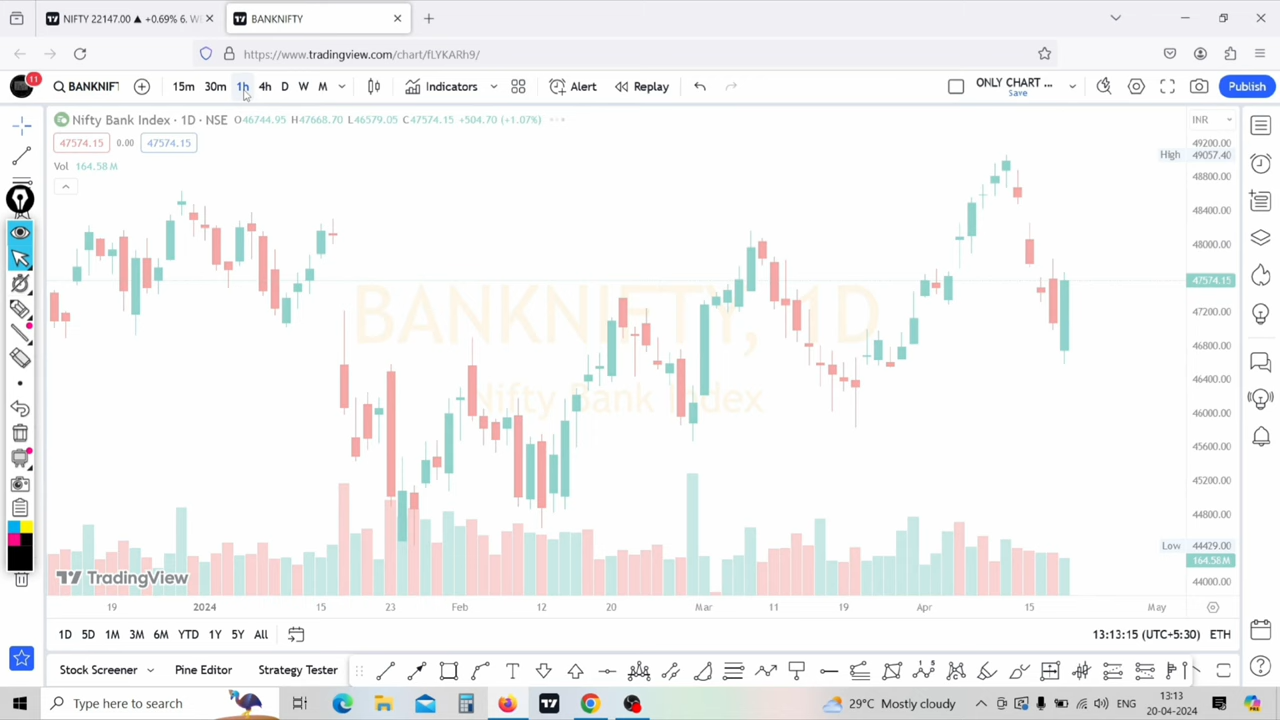 NIFTY 22147.00 ▲ +0.69% 6.
BANKNIFTY
https://www.tradingview.com/chart/fLYKARh9/
11
BANKNIFT
15m 30m 1h 4h D W M
Indicators
Alert
Replay
ONLY CHART ...
Save
Publish
Nifty Bank Index · 1D · NSE O46744.95 H47668.70 L46579.05 C47574.15 +504.70 (+1.07%)
INR
47574.15 0.00 47574.15
Vol 164.58 M
BANKNIFTY, 1D
Nifty Bank Index
49200.00
High 49057.40
48800.00
48400.00
48000.00
47574.15
47200.00
46800.00
46400.00
46000.00
45600.00
45200.00
44800.00
Low 44429.00
164.58 M
44000.00
TradingView
19 2024 15 23 Feb 12 20 Mar 11 19 Apr 15 May
1D 5D 1M 3M 6M YTD 1Y 5Y All
13:13:15 (UTC+5:30) ETH
Stock Screener Pine Editor Strategy Tester
Type here to search
29°C Mostly cloudy
ENG
13:13
20-04-2024